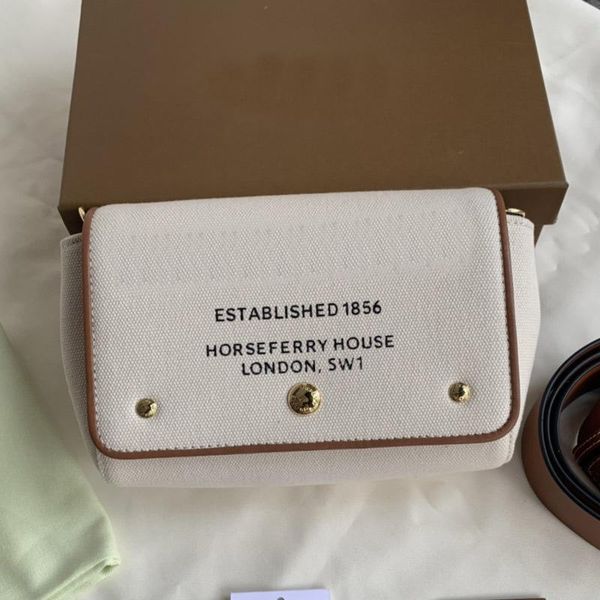 ESTABLISHED 1856
HORSEFERRY HOUSE
LONDON, SW1